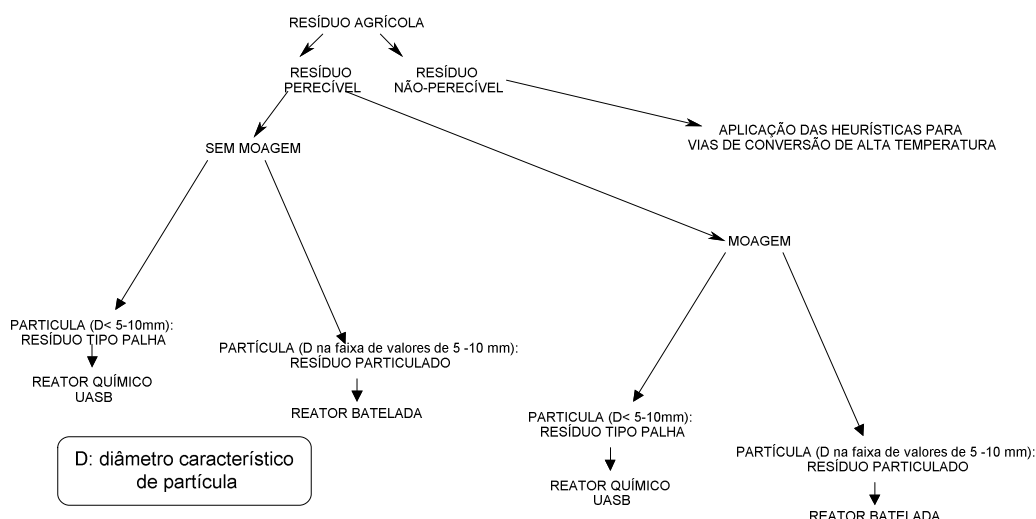 RESÍDUO AGRÍCOLA
RESÍDUO
PERECÍVEL
RESÍDUO
NÃO-PERECÍVEL
APLICAÇÃO DAS HEURÍSTICAS PARA
VIAS DE CONVERSÃO DE ALTA TEMPERATURA
SEM MOAGEM
MOAGEM
PARTICULA (D< 5-10mm):
RESÍDUO TIPO PALHA
REATOR QUÍMICO
UASB
PARTÍCULA (D na faixa de valores de 5 -10 mm):
RESÍDUO PARTICULADO
REATOR BATELADA
PARTICULA (D< 5-10mm):
RESÍDUO TIPO PALHA
REATOR QUÍMICO
UASB
PARTÍCULA (D na faixa de valores de 5 -10 mm):
RESÍDUO PARTICULADO
REATOR BATELADA
D: diâmetro característico
de partícula